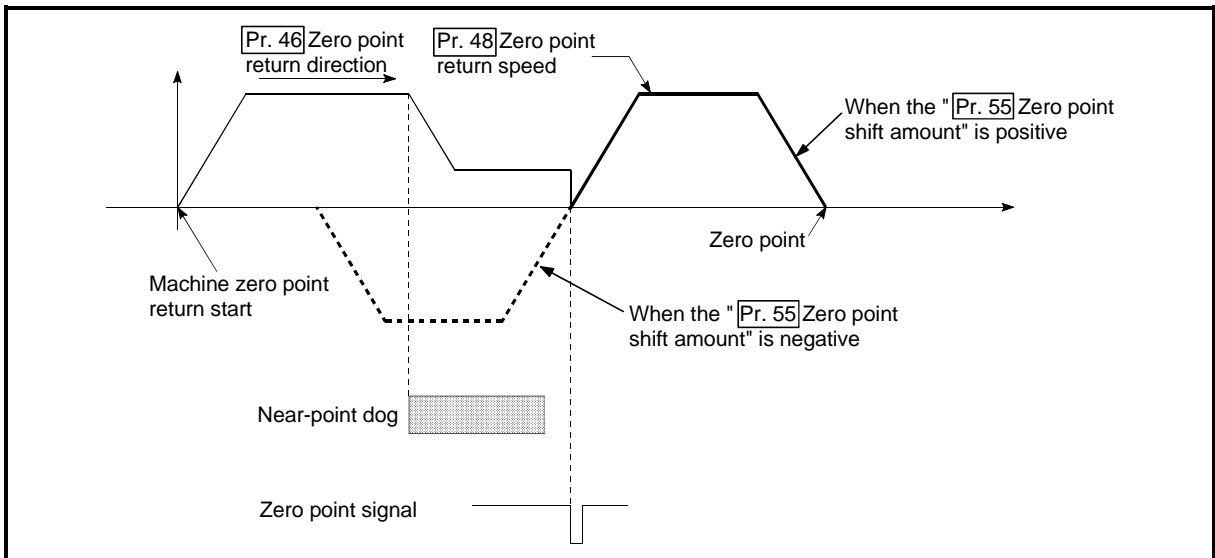 Pr. 46 Zero point
return direction
Pr. 48 Zero point
return speed
When the " Pr. 55 Zero point
shift amount" is positive
Zero point
Machine zero point
return start
When the " Pr. 55 Zero point
shift amount" is negative
Near-point dog
Zero point signal